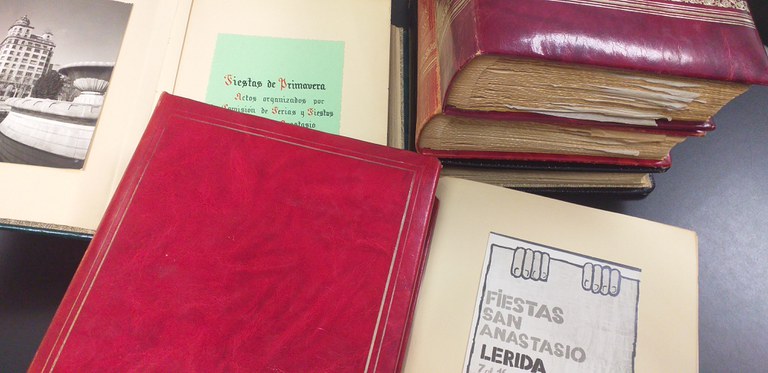 Fiestas de Primavera
Actos organizados por
Comisión de Ferias y Fiestas
Anastasio
FIESTAS
SAN
ANASTASIO
LERIDA